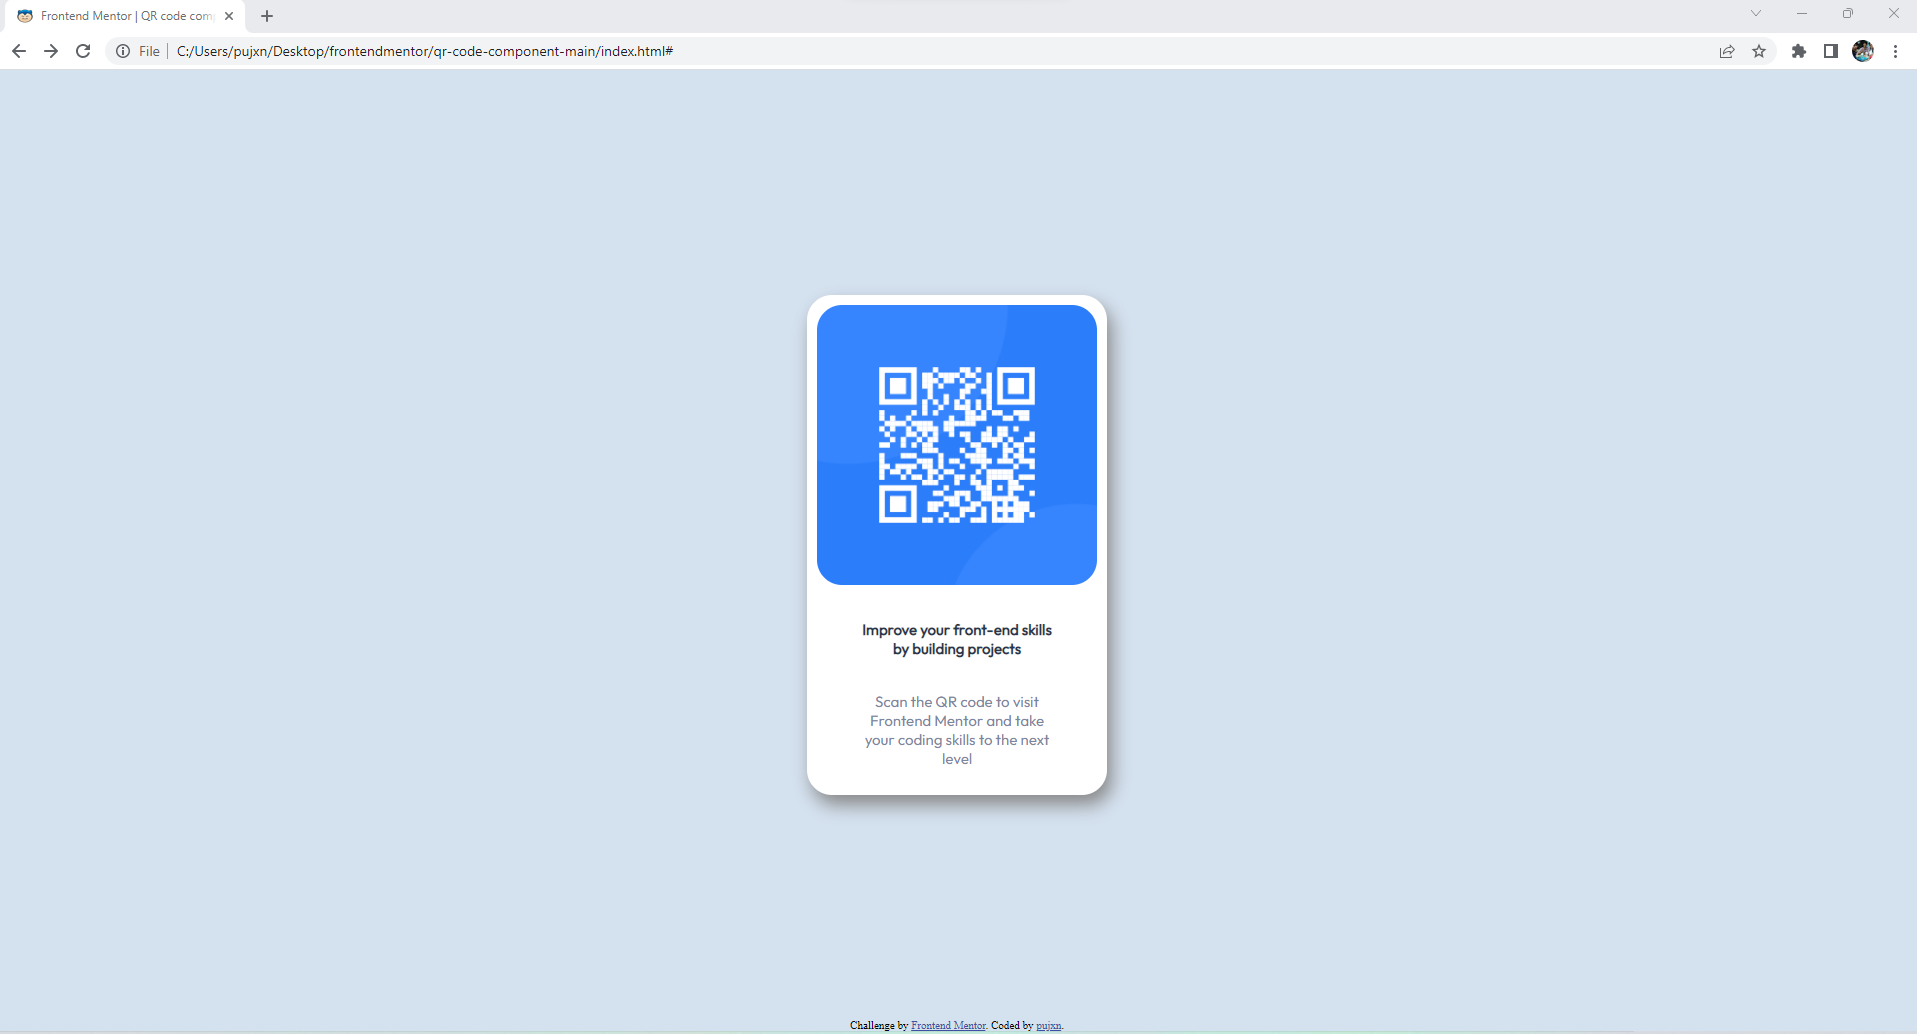 Frontend Mentor | QR code com
File
C:/Users/pujxn/Desktop/frontendmentor/qr-code-component-main/index.html#
Improve your front-end skills
by building projects
Scan the QR code to visit
Frontend Mentor and take
your coding skills to the next
level
Challenge by Frontend Mentor. Coded by pujxn.